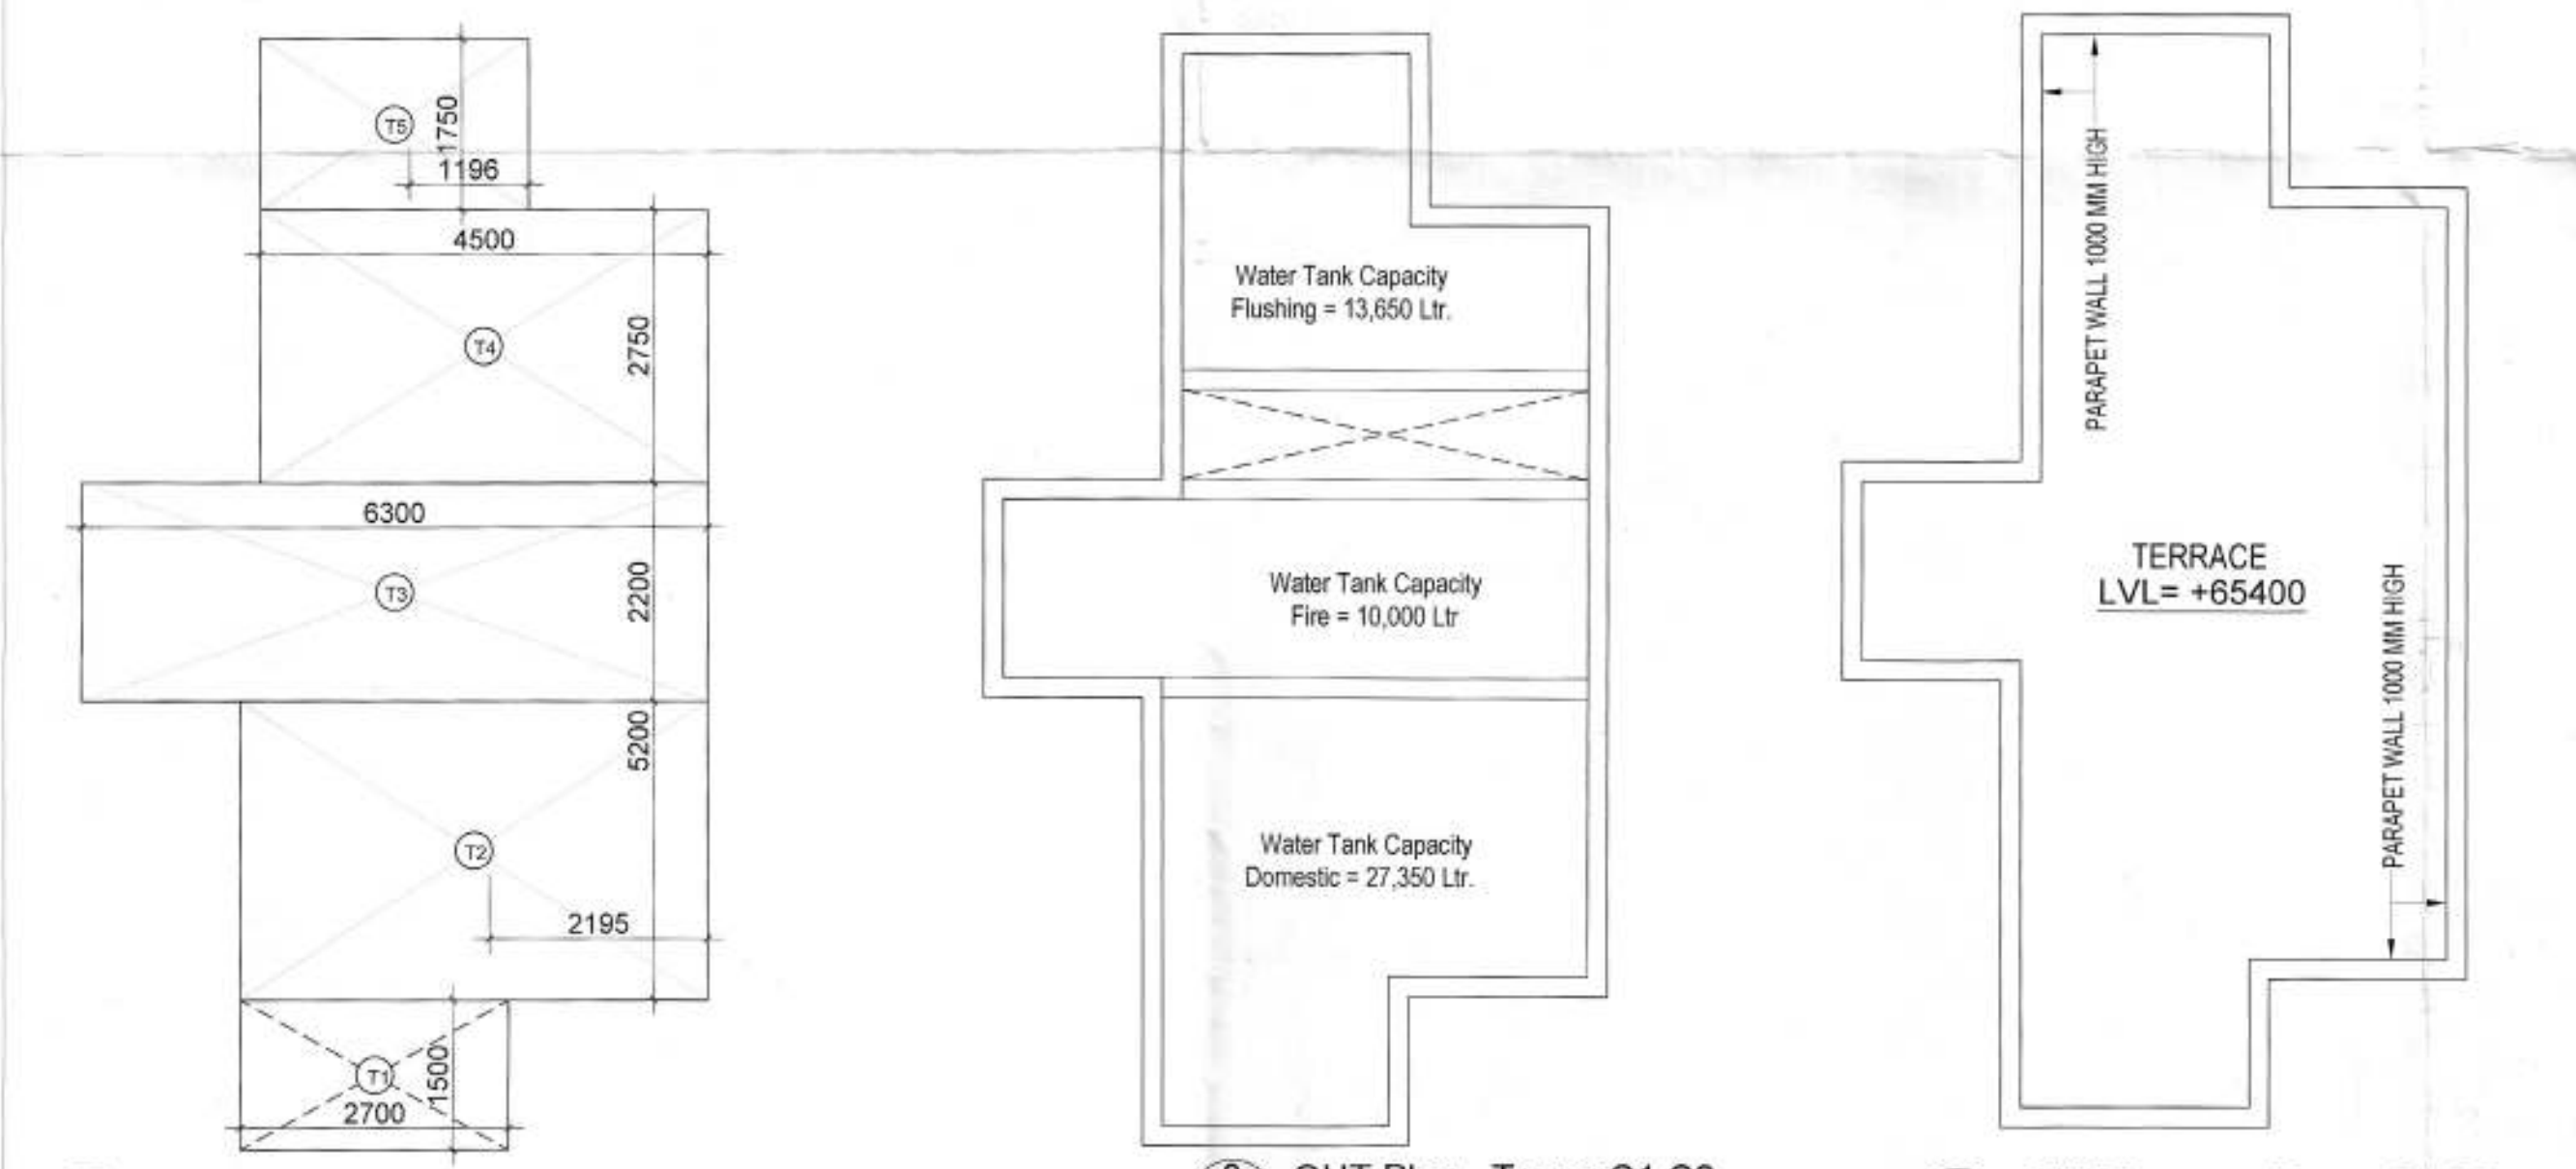 T5
1750
1196
4500
T4
2750
6300
T3
2200
5200
T2
2195
T1
1500
2700
Water Tank Capacity
Flushing = 13,650 Ltr.
Water Tank Capacity
Fire = 10,000 Ltr
Water Tank Capacity
Domestic = 27,350 Ltr.
PARAPET WALL 1000 MM HIGH
TERRACE
LVL= +65400
PARAPET WALL 1000 MM HIGH